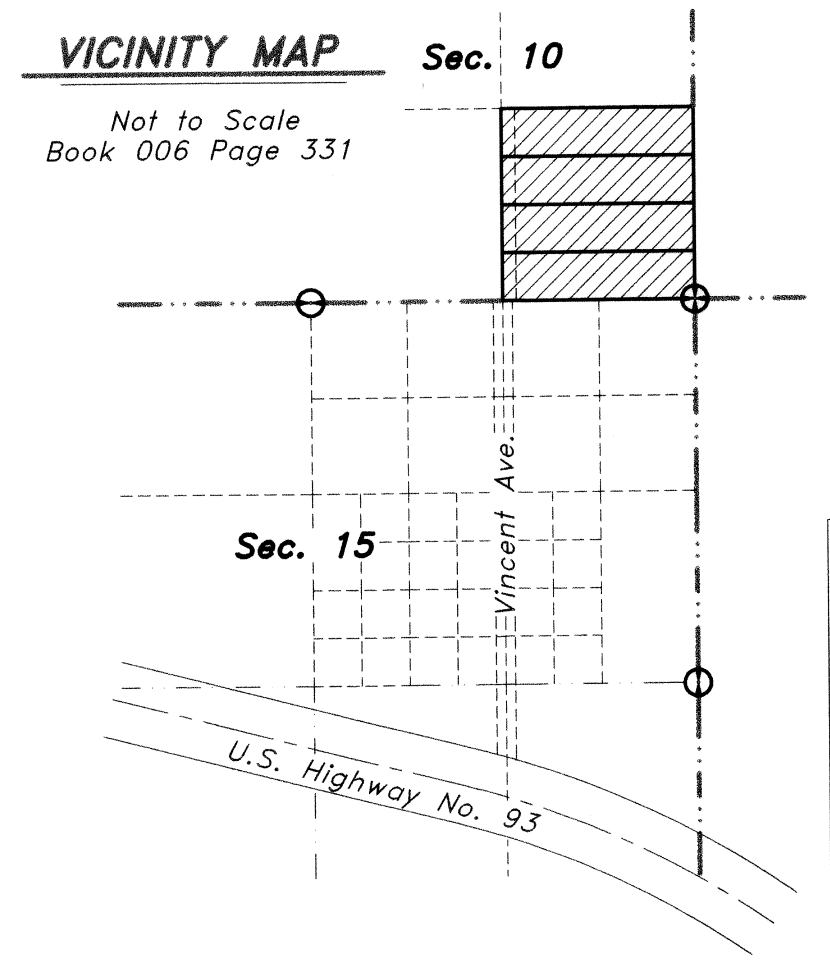 VICINITY MAP
Sec. 10
Not to Scale
Book 006 Page 331
Vincent Ave.
Sec. 15
U.S. Highway No. 93